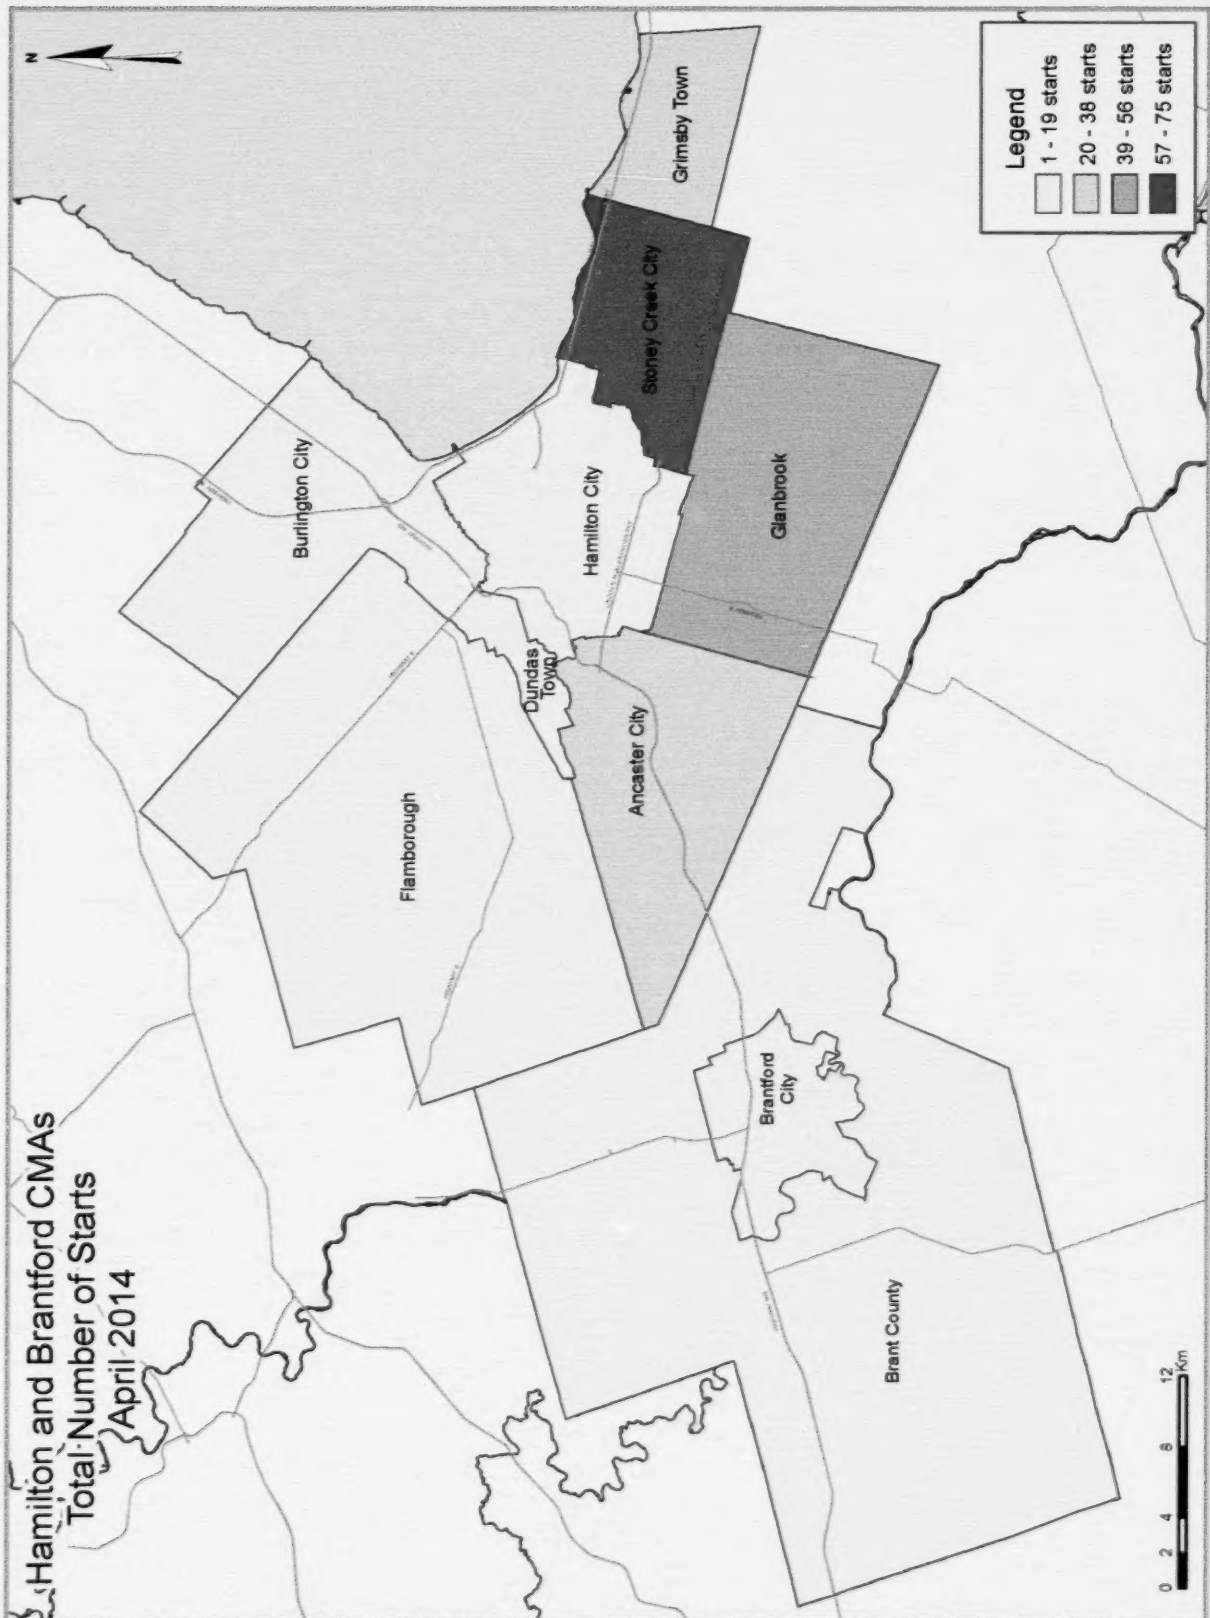 Hamilton and Brantford CMAs
Total Number of Starts
April 2014
N
Burlington City
Flamborough
Dundas
Town
Hamilton City
Stoney Creek City
Grimsby Town
Ancaster City
Glanbrook
Brantford
City
Brant County
Legend
1 - 19 starts
20 - 38 starts
39 - 56 starts
57 - 75 starts
0 2 4 8 12
Km